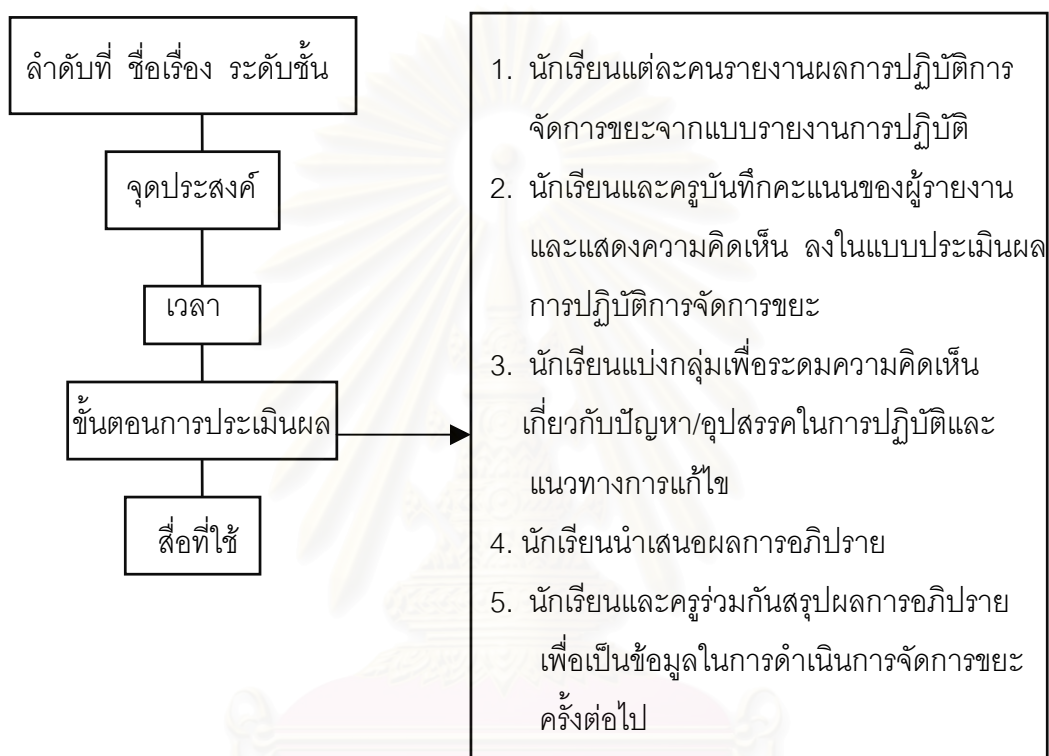 ลำดับที่ ชื่อเรื่อง ระดับชั้น
จุดประสงค์
เวลา
ขั้นตอนการประเมินผล
สื่อที่ใช้
1. นักเรียนแต่ละคนรายงานผลการปฏิบัติการ
จัดการขยะจากแบบรายงานการปฏิบัติ
2. นักเรียนและครูบันทึกคะแนนของผู้รายงาน
และแสดงความคิดเห็น ลงในแบบประเมินผล
การปฏิบัติการจัดการขยะ
3. นักเรียนแบ่งกลุ่มเพื่อระดมความคิดเห็น
เกี่ยวกับปัญหา/อุปสรรคในการปฏิบัติและ
แนวทางการแก้ไข
4. นักเรียนนำเสนอผลการอภิปราย
5. นักเรียนและครูร่วมกันสรุปผลการอภิปราย
เพื่อเป็นข้อมูลในการดำเนินการจัดการขยะ
ครั้งต่อไป